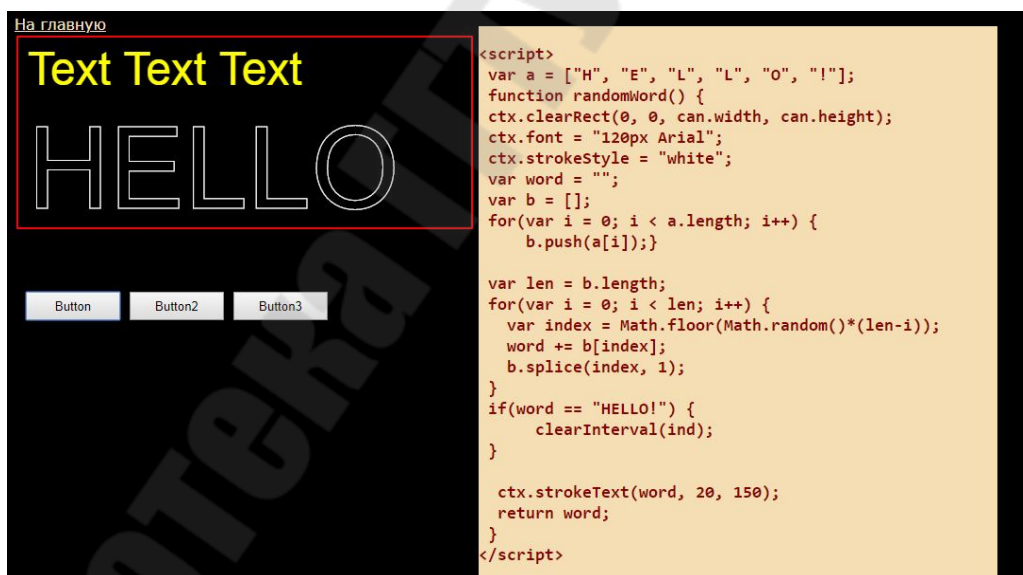 На главную
Text Text Text
HELLO
Button Button2 Button3
<script>
var a = ["H", "E", "L", "L", "O", "!"];
function randomWord() {
ctx.clearRect(0, 0, can.width, can.height);
ctx.font = "120px Arial";
ctx.strokeStyle = "white";
var word = "";
var b = [];
for(var i = 0; i < a.length; i++) {
b.push(a[i]);}
var len = b.length;
for(var i = 0; i < len; i++) {
var index = Math.floor(Math.random()*(len-i));
word += b[index];
b.splice(index, 1);
}
if(word == "HELLO!") {
clearInterval(ind);
}
ctx.strokeText(word, 20, 150);
return word;
}
</script>